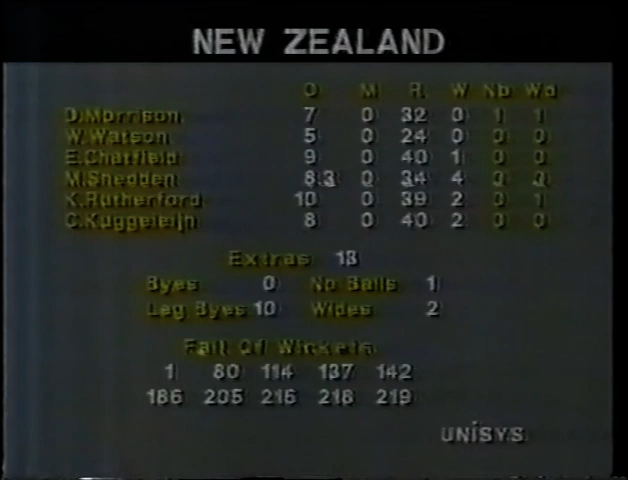 NEW ZEALAND
O M R W Nb Wd
D.Morrison 7 0 32 0 1 1
W.Watson 5 0 24 0 0 0
E.Chatfield 9 0 40 1 0 0
M.Snedden 8.3 0 34 4 0 0
K.Rutherford 10 0 39 2 0 1
C.Kuggeleijn 8 0 40 2 0 0
Extras 13
Byes 0 No Balls 1
Leg Byes 10 Wides 2
Fall Of Wickets
1 80 114 137 142
186 205 216 218 219
UNISYS